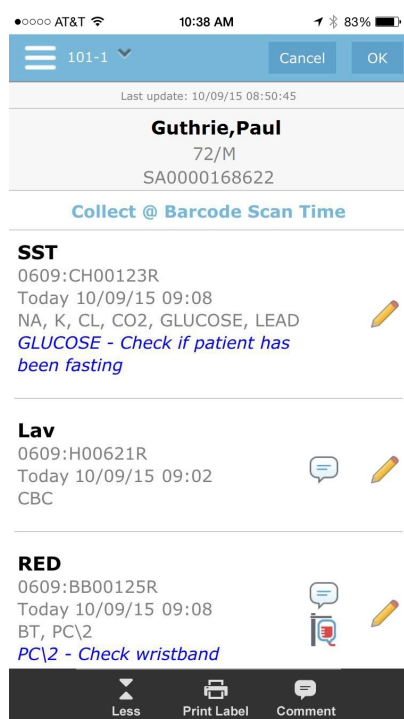 AT&T
10:38 AM
83%
101-1
Cancel
OK
Last update: 10/09/15 08:50:45
Guthrie,Paul
72/M
SA0000168622
Collect @ Barcode Scan Time
SST
0609:CH00123R
Today 10/09/15 09:08
NA, K, CL, CO2, GLUCOSE, LEAD
GLUCOSE - Check if patient has
been fasting
Lav
0609:H00621R
Today 10/09/15 09:02
CBC
RED
0609:BB00125R
Today 10/09/15 09:08
BT, PC\2
PC\2 - Check wristband
Less
Print Label
Comment